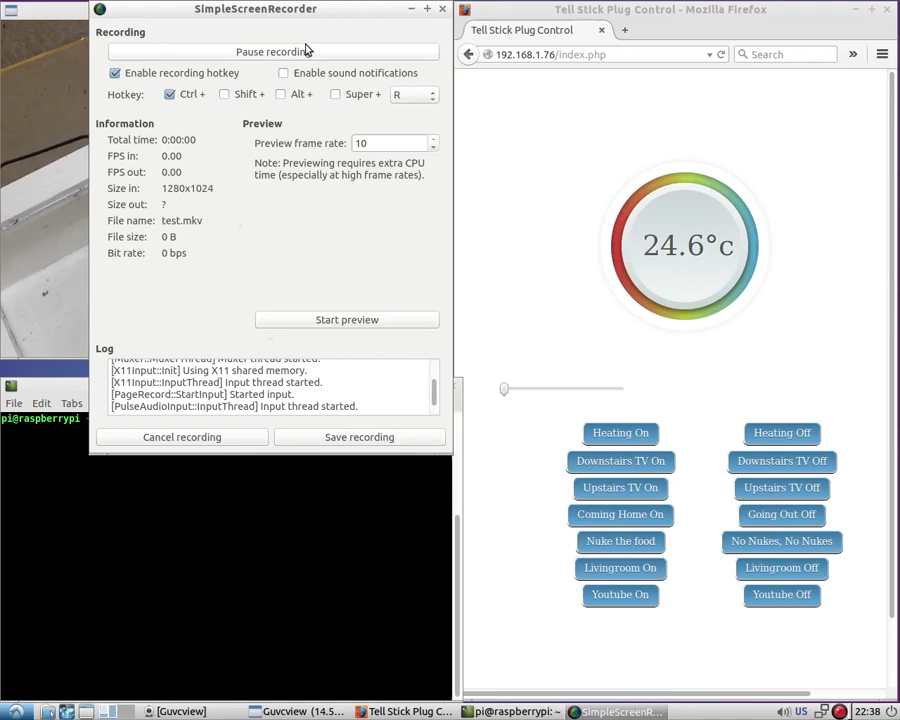 SimpleScreenRecorder
Recording
Pause recording
Enable recording hotkey
Enable sound notifications
Hotkey:
Ctrl +
Shift +
Alt +
Super +
R
Information
Total time: 0:00:00
FPS in: 0.00
FPS out: 0.00
Size in: 1280x1024
Size out: ?
File name: test.mkv
File size: 0 B
Bit rate: 0 bps
Preview
Preview frame rate: 10
Note: Previewing requires extra CPU
time (especially at high frame rates).
Start preview
Log
[Muxer::MuxerThread] Muxer thread started.
[X11Input::Init] Using X11 shared memory.
[X11Input::InputThread] Input thread started.
[PageRecord::StartInput] Started input.
[PulseAudioInput::InputThread] Input thread started.
Cancel recording
Save recording
File Edit Tabs
pi@raspberrypi
Tell Stick Plug Control - Mozilla Firefox
Tell Stick Plug Control
192.168.1.76/index.php
Search
24.6°c
Heating On
Heating Off
Downstairs TV On
Downstairs TV Off
Upstairs TV On
Upstairs TV Off
Coming Home On
Going Out Off
Nuke the food
No Nukes, No Nukes
Livingroom On
Livingroom Off
Youtube On
Youtube Off
[Guvcview]
Guvcview (14.5...
Tell Stick Plug C...
pi@raspberrypi: ~
SimpleScreenR...
US
22:38